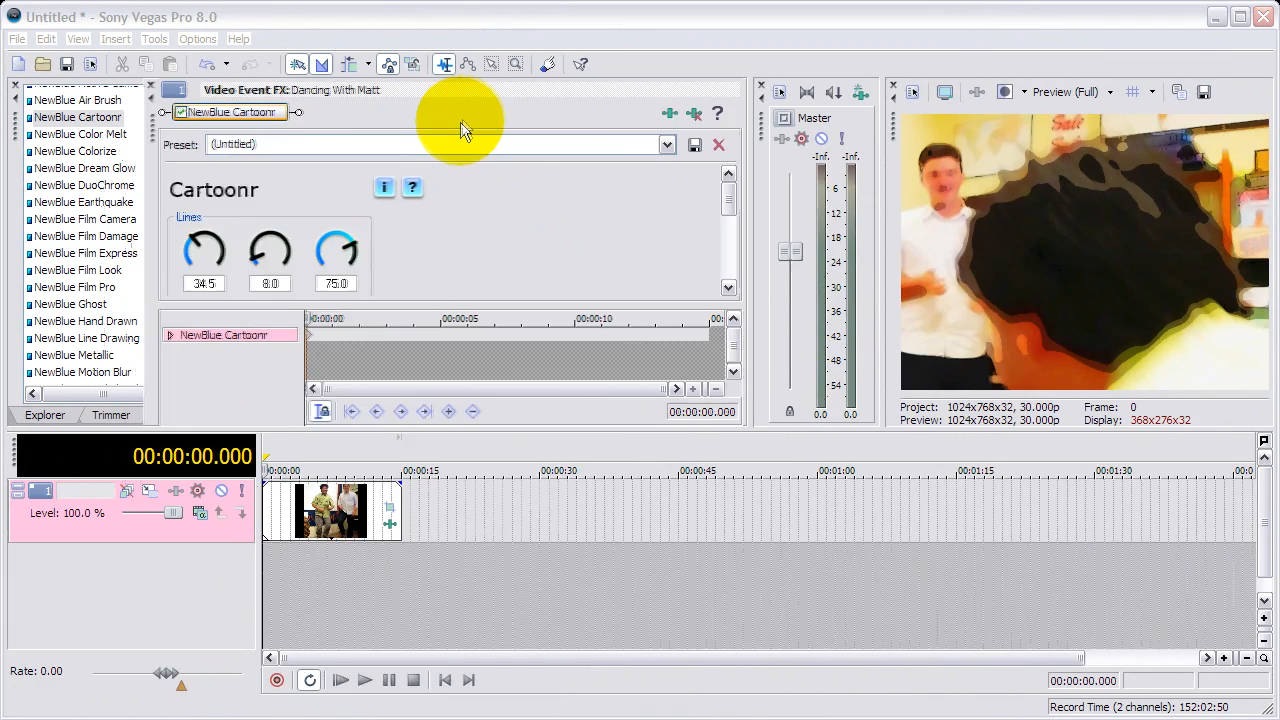 Untitled * - Sony Vegas Pro 8.0
File Edit View Insert Tools Options Help
NewBlue Air Brush
NewBlue Cartoonr
NewBlue Color Melt
NewBlue Colorize
NewBlue Dream Glow
NewBlue DuoChrome
NewBlue Earthquake
NewBlue Film Camera
NewBlue Film Damage
NewBlue Film Express
NewBlue Film Look
NewBlue Film Pro
NewBlue Ghost
NewBlue Hand Drawn
NewBlue Line Drawing
NewBlue Metallic
NewBlue Motion Blur
Explorer Trimmer
1 Video Event FX: Dancing With Matt
NewBlue Cartoonr
Preset: (Untitled)
Cartoonr i ?
Lines
34.5 8.0 75.0
00:00:00 00:00:05 00:00:10 00:
NewBlue Cartoonr
00:00:00.000
Master
-Inf. -Inf.
6
12
18
24
30
36
42
48
54
0.0 0.0
Preview (Full)
Sale
Project: 1024x768x32, 30.000p Frame: 0
Preview: 1024x768x32, 30.000p Display: 368x276x32
00:00:00.000
00:00:00 00:00:15 00:00:30 00:00:45 00:01:00 00:01:15 00:01:30 00:0
1
Level: 100.0 %
Rate: 0.00
00:00:00.000
Record Time (2 channels): 152:02:50